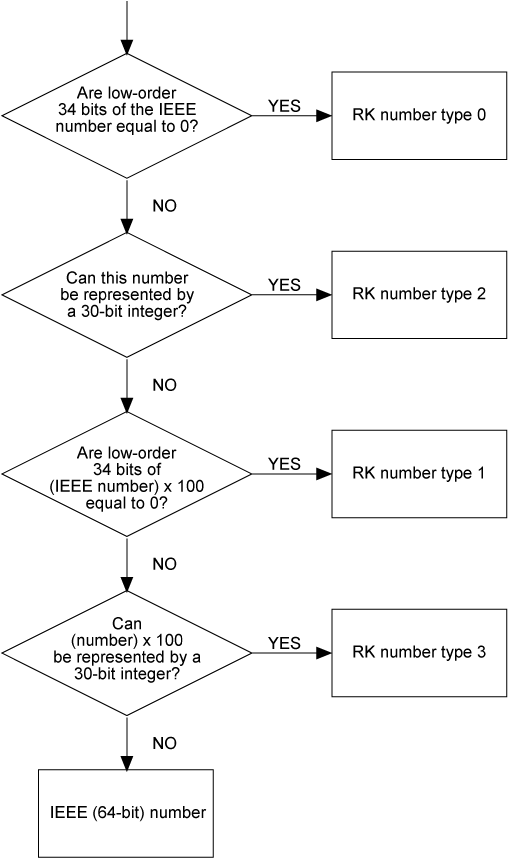 Are low-order
34 bits of the IEEE
number equal to 0?
YES
RK number type 0
NO
Can this number
be represented by
a 30-bit integer?
YES
RK number type 2
NO
Are low-order
34 bits of
(IEEE number) x 100
equal to 0?
YES
RK number type 1
NO
Can
(number) x 100
be represented by a
30-bit integer?
YES
RK number type 3
NO
IEEE (64-bit) number